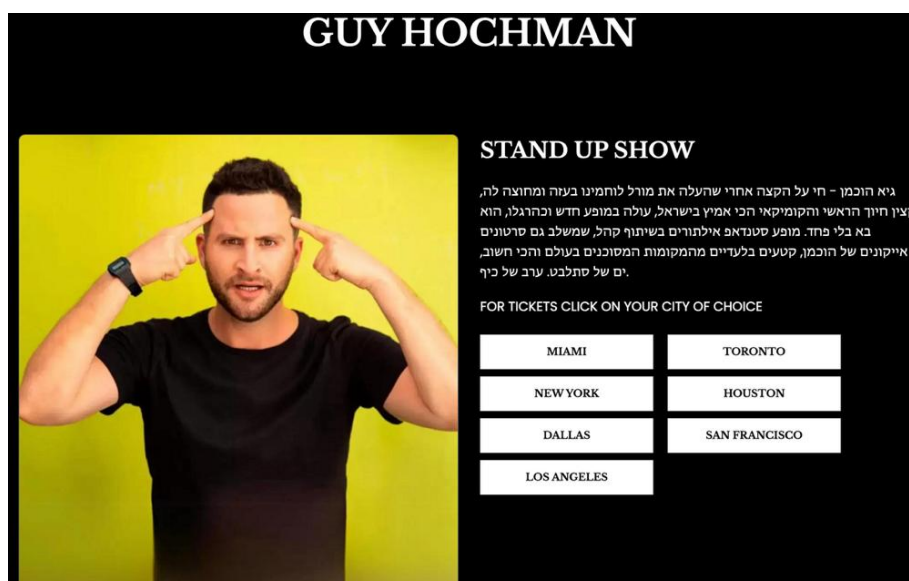 GUY HOCHMAN
STAND UP SHOW
גיא הוכמן - חי על הקצה אחרי שהעלה את מורל לוחמינו בעזה ומחוצה לה,
קצין חיוך הראשי והקומיקאי הכי אמיץ בישראל, עולה במופע חדש וכהרגלו, הוא
בא בלי פחד. מופע סטנדאפ אילתורים בשיתוף קהל, שמשלב גם סרטונים
אייקונים של הוכמן, קטעים בלעדיים מהמקומות המסוכנים בעולם והכי חשוב,
ים של סתלבט. ערב של כיף.
FOR TICKETS CLICK ON YOUR CITY OF CHOICE
MIAMI TORONTO
NEW YORK HOUSTON
DALLAS SAN FRANCISCO
LOS ANGELES